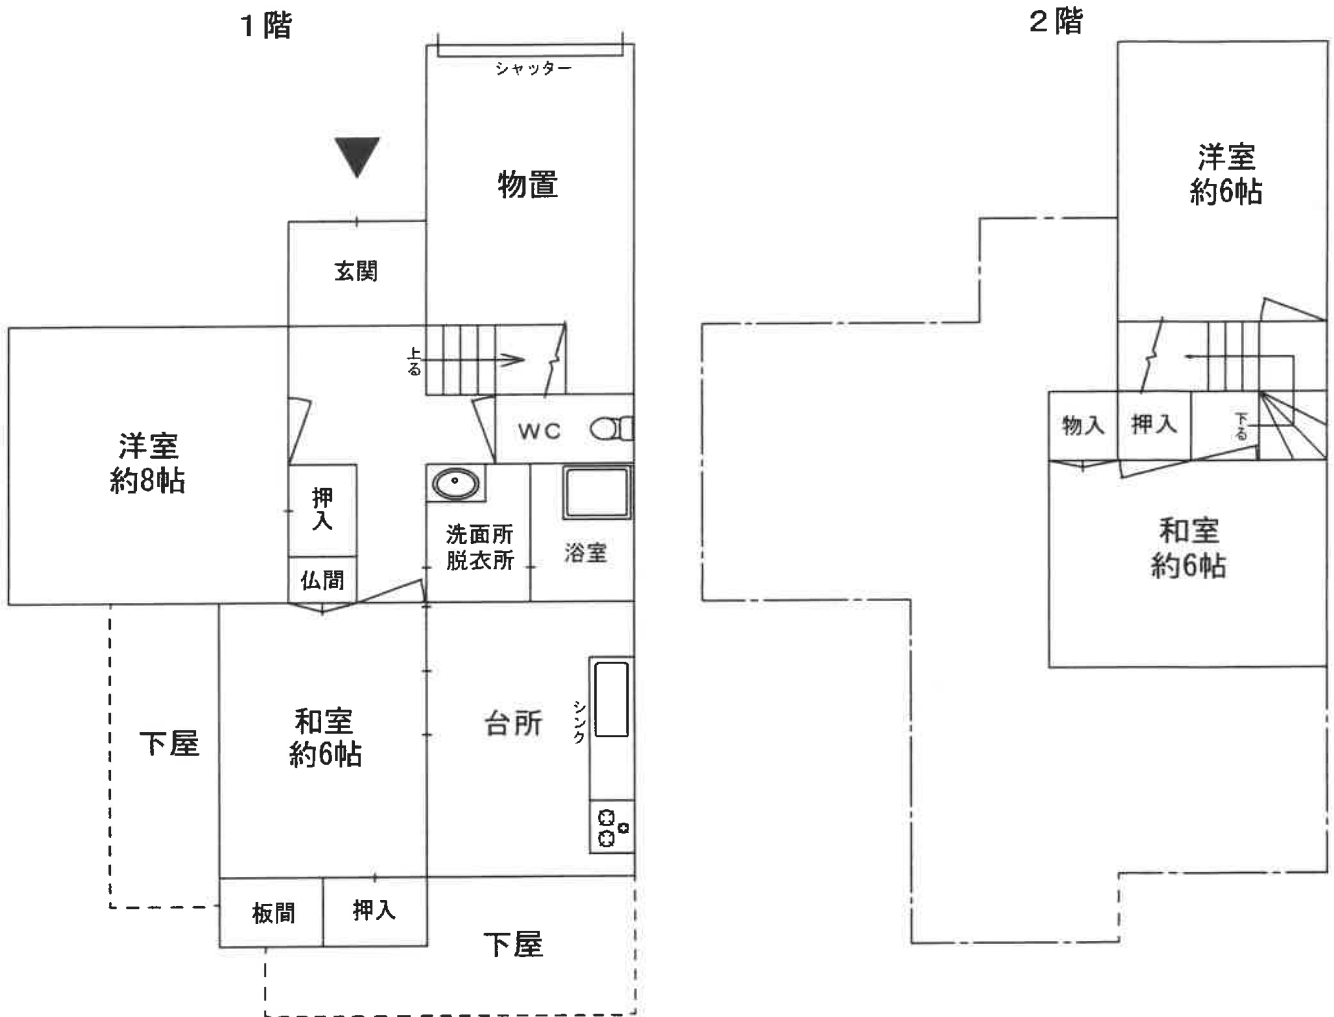 1階
シャッター
物置
玄関
上る
WC
洋室
約8帖
押入
仏間
洗面所
脱衣所
浴室
和室
約6帖
台所
シンク
下屋
板間
押入
下屋
2階
洋室
約6帖
物入
押入
下る
和室
約6帖